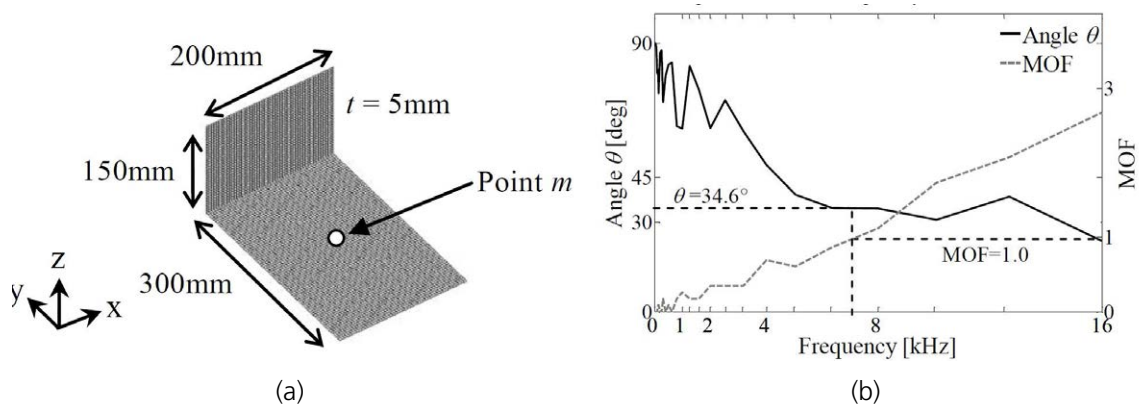 200mm
t = 5mm
150mm
Point m
300mm
z
y
x
(a)
Angle θ
MOF
90
45
30
0
Angle θ [deg]
θ=34.6°
MOF=1.0
3
1
0
MOF
0 1 2 4 8 16
Frequency [kHz]
(b)